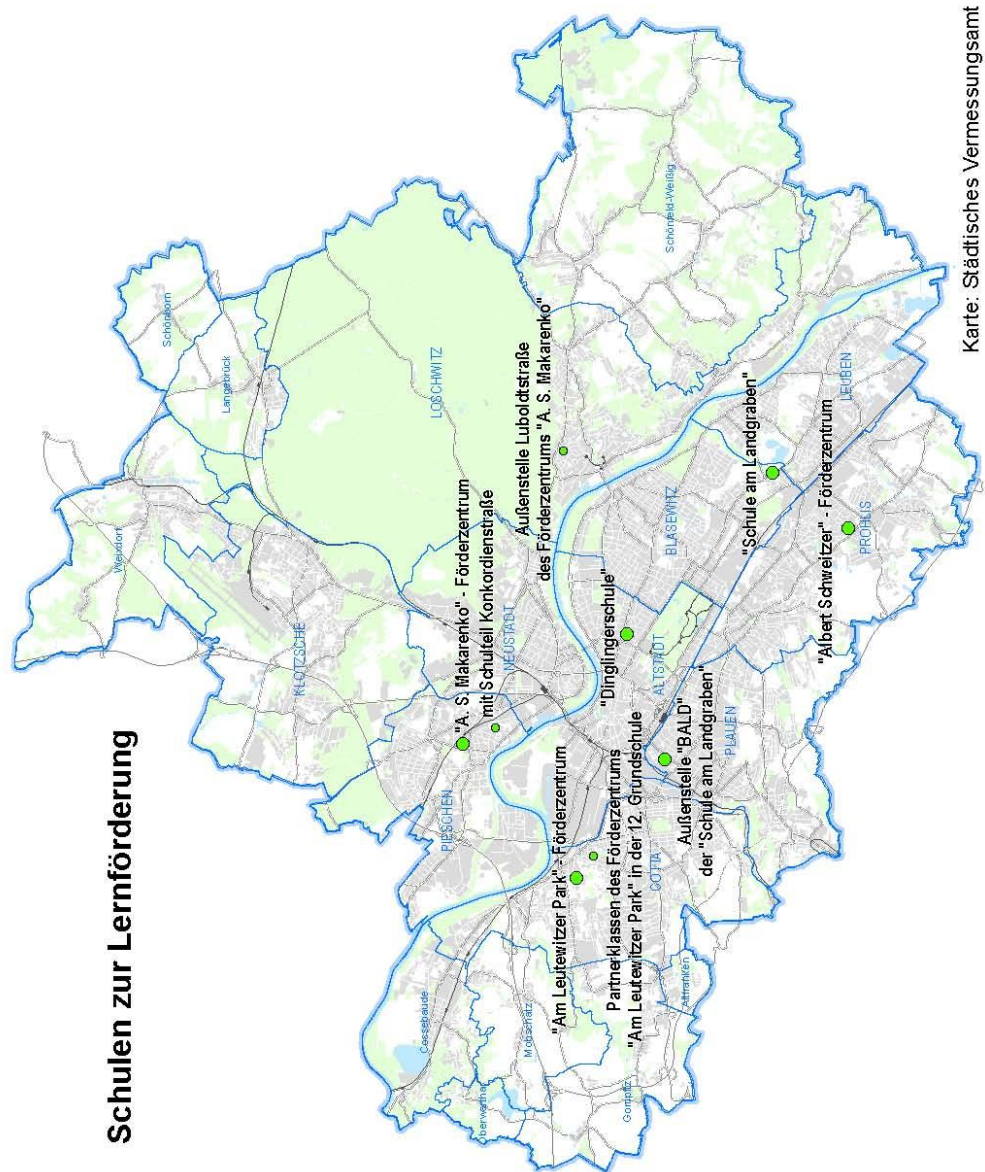 Schulen zur Lernförderung
Weixdorf
Schönborn
Langebrück
KLOTZSCHE
LOSCHWITZ
"A. S. Makarenko" - Förderzentrum
mit Schulteil Konkordienstraße
PIESCHEN
NEUSTADT
Außenstelle Luboldtstraße
des Förderzentrums "A. S. Makarenko"
Schönfeld-Weißig
Cossebaude
Oberwartha
Mobschatz
Gompitz
Altfranken
"Am Leutewitzer Park" - Förderzentrum
Partnerklassen des Förderzentrums
"Am Leutewitzer Park" in der 12. Grundschule
COTTA
"Dinglingerschule"
ALTSTADT
BLASEWITZ
Außenstelle "BALD"
der "Schule am Landgraben"
PLAUEN
"Schule am Landgraben"
LEUBEN
"Albert Schweitzer" - Förderzentrum
PROHLIS
Karte: Städtisches Vermessungsamt